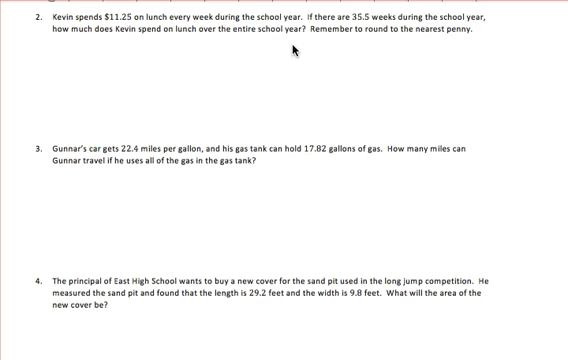 2. Kevin spends $11.25 on lunch every week during the school year. If there are 35.5 weeks during the school year,
how much does Kevin spend on lunch over the entire school year? Remember to round to the nearest penny.
3. Gunnar's car gets 22.4 miles per gallon, and his gas tank can hold 17.82 gallons of gas. How many miles can
Gunnar travel if he uses all of the gas in the gas tank?
4. The principal of East High School wants to buy a new cover for the sand pit used in the long jump competition. He
measured the sand pit and found that the length is 29.2 feet and the width is 9.8 feet. What will the area of the
new cover be?